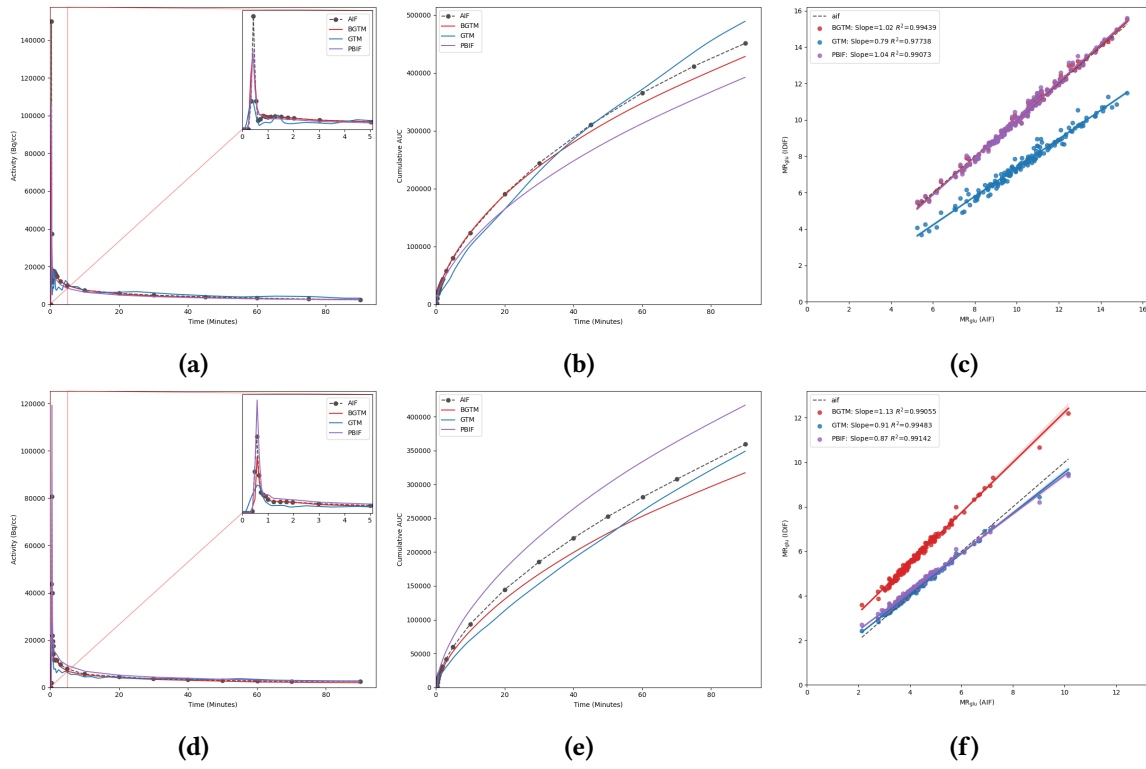 160000
140000
120000
100000
80000
60000
40000
20000
0
Activity (Bq/cc)
0 20 40 60 80
Time (Minutes)
AIF
BGTM
GTM
PBIF
0 1 2 3 4 5
(a)
500000
400000
300000
200000
100000
0
Cumulative AUC
0 20 40 60 80
Time (Minutes)
AIF
BGTM
GTM
PBIF
(b)
16
14
12
10
8
6
4
2
0
MRglu (IDIF)
0 2 4 6 8 10 12 14 16
MRglu (AIF)
aif
BGTM: Slope=1.02 R²=0.99439
GTM: Slope=0.79 R²=0.97738
PBIF: Slope=1.04 R²=0.99073
(c)
120000
100000
80000
60000
40000
20000
0
Activity (Bq/cc)
0 20 40 60 80
Time (Minutes)
AIF
BGTM
GTM
PBIF
0 1 2 3 4 5
(d)
400000
350000
300000
250000
200000
150000
100000
50000
0
Cumulative AUC
0 20 40 60 80
Time (Minutes)
AIF
BGTM
GTM
PBIF
(e)
12
10
8
6
4
2
0
MRglu (IDIF)
0 2 4 6 8 10 12
MRglu (AIF)
aif
BGTM: Slope=1.13 R²=0.99055
GTM: Slope=0.91 R²=0.99483
PBIF: Slope=0.87 R²=0.99142
(f)